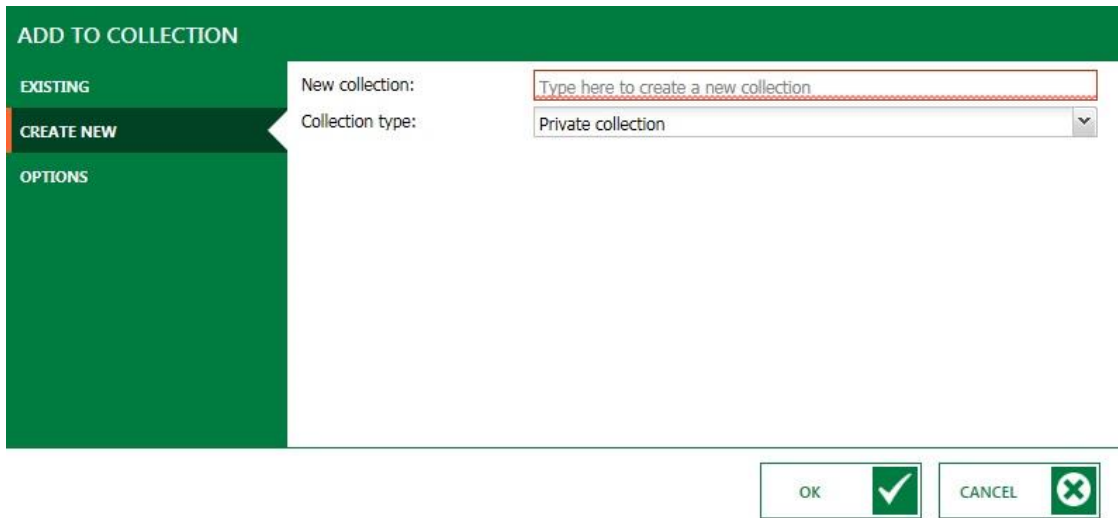 ADD TO COLLECTION
EXISTING
CREATE NEW
OPTIONS
New collection:
Type here to create a new collection
Collection type:
Private collection
OK
CANCEL